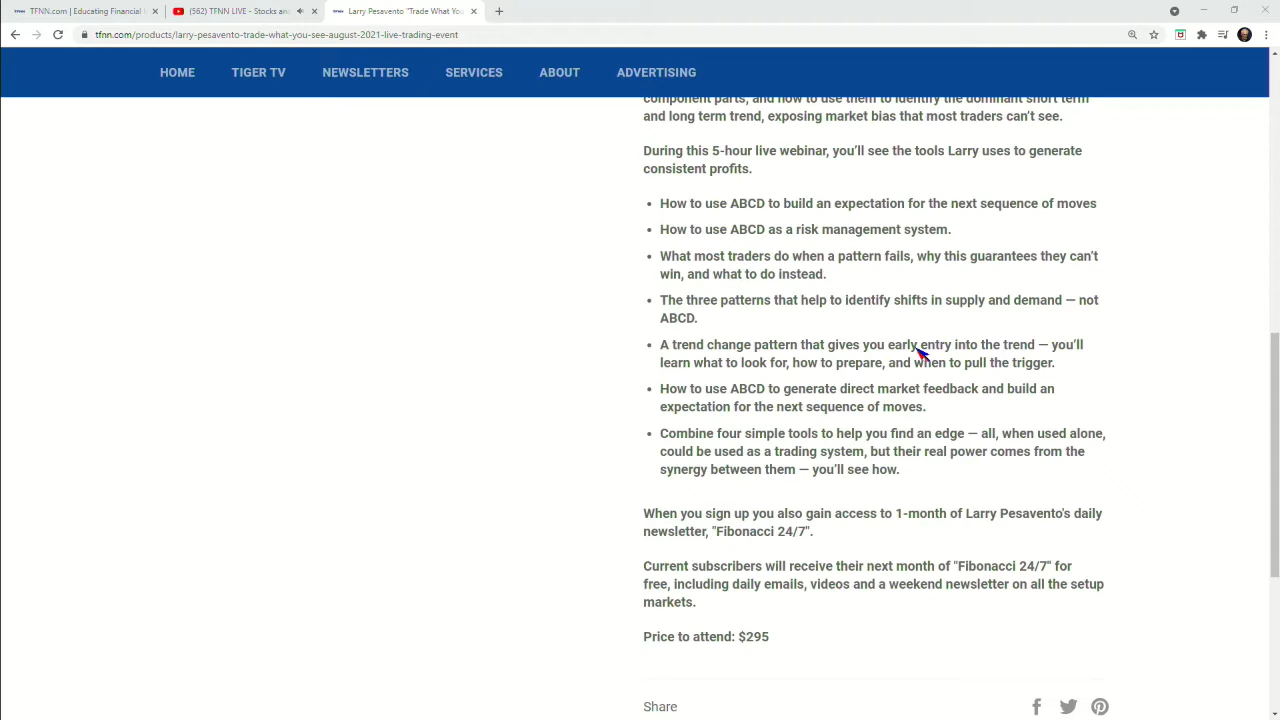 TFNN.com | Educating Financial
(562) TFNN LIVE - Stocks and
Larry Pesavento "Trade What You
tfnn.com/products/larry-pesavento-trade-what-you-see-august-2021-live-trading-event
HOME
TIGER TV
NEWSLETTERS
SERVICES
ABOUT
ADVERTISING
component parts, and how to use them to identify the dominant short term
and long term trend, exposing market bias that most traders can't see.
During this 5-hour live webinar, you'll see the tools Larry uses to generate
consistent profits.
• How to use ABCD to build an expectation for the next sequence of moves
• How to use ABCD as a risk management system.
• What most traders do when a pattern fails, why this guarantees they can't
win, and what to do instead.
• The three patterns that help to identify shifts in supply and demand — not
ABCD.
• A trend change pattern that gives you early entry into the trend — you'll
learn what to look for, how to prepare, and when to pull the trigger.
• How to use ABCD to generate direct market feedback and build an
expectation for the next sequence of moves.
• Combine four simple tools to help you find an edge — all, when used alone,
could be used as a trading system, but their real power comes from the
synergy between them — you'll see how.
When you sign up you also gain access to 1-month of Larry Pesavento's daily
newsletter, "Fibonacci 24/7".
Current subscribers will receive their next month of "Fibonacci 24/7" for
free, including daily emails, videos and a weekend newsletter on all the setup
markets.
Price to attend: $295
Share